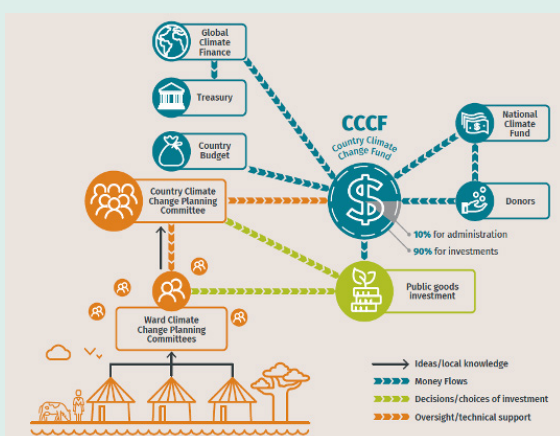 Global
Climate
Finance
Treasury
Country
Budget
CCCF
Country Climate
Change Fund
National
Climate
Fund
Donors
10% for administration
90% for investments
Country Climate
Change Planning
Committee
Public goods
investment
Ward Climate
Change Planning
Committees
Ideas/local knowledge
Money Flows
Decisions/choices of investment
Oversight/technical support